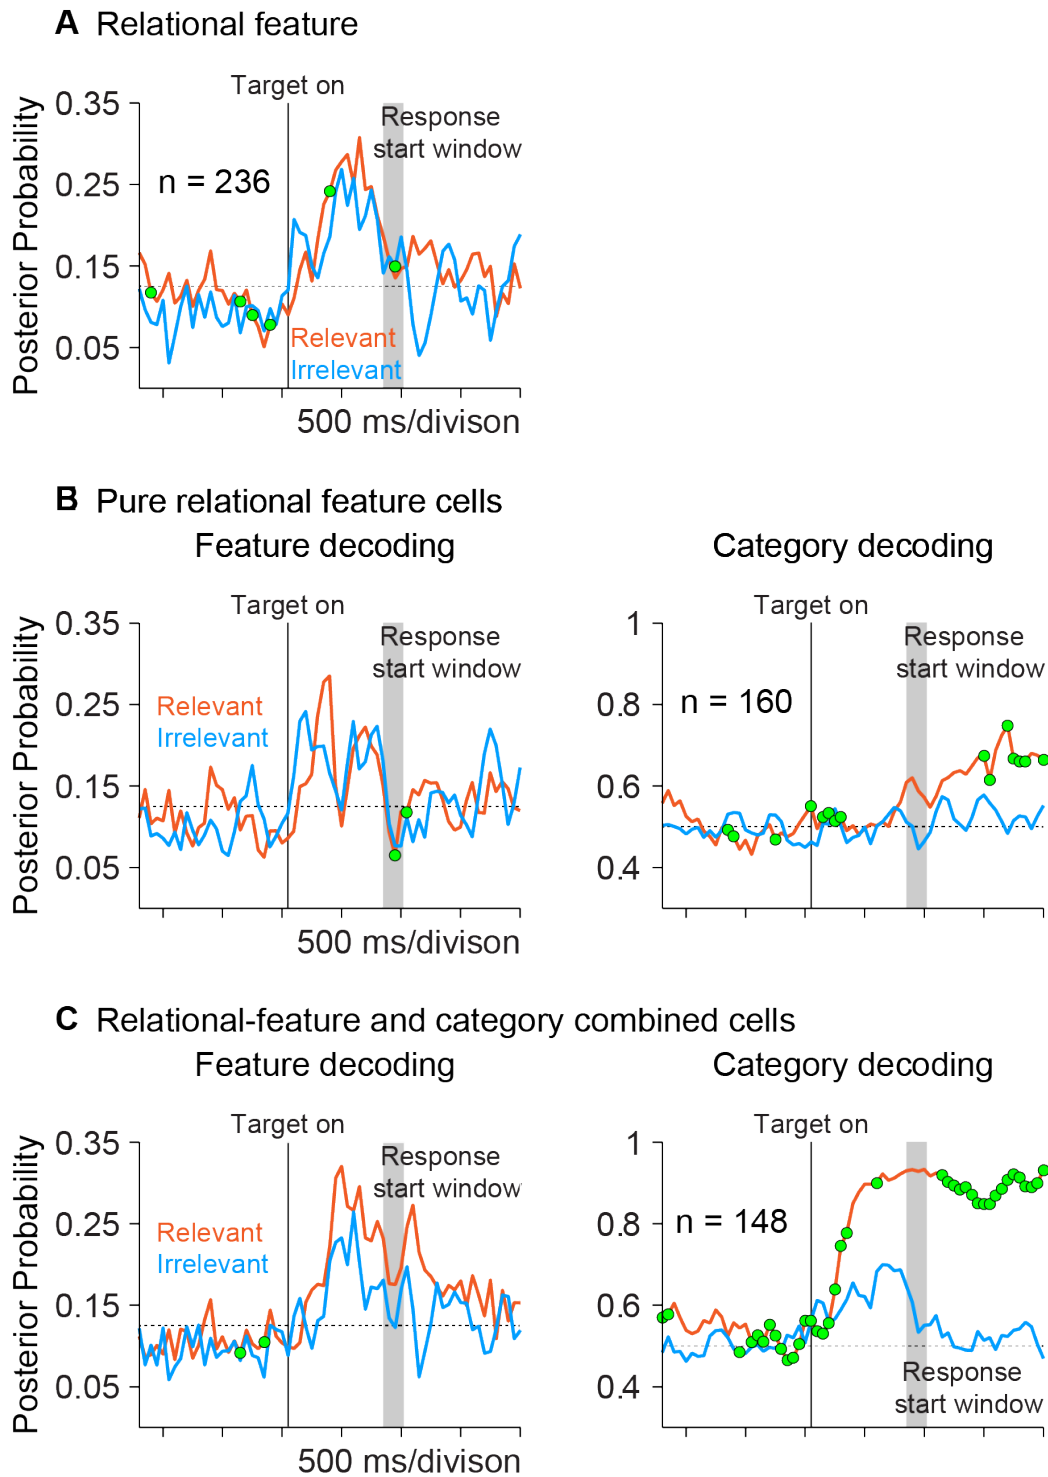 A Relational feature
Target on
0.35
Response
start window
n = 236
0.25
0.15
0.05
Posterior Probability
Relevant
Irrelevant
500 ms/divison
B Pure relational feature cells
Feature decoding
Category decoding
Target on
0.35
Response
start window
Relevant
Irrelevant
0.25
0.15
0.05
Posterior Probability
500 ms/divison
Target on
1
Response
start window
n = 160
0.8
0.6
0.4
C Relational-feature and category combined cells
Feature decoding
Category decoding
Target on
0.35
Response
start window
0.25
Relevant
Irrelevant
0.15
0.05
Posterior Probability
500 ms/divison
Target on
1
n = 148
0.8
0.6
0.4
Response
start window